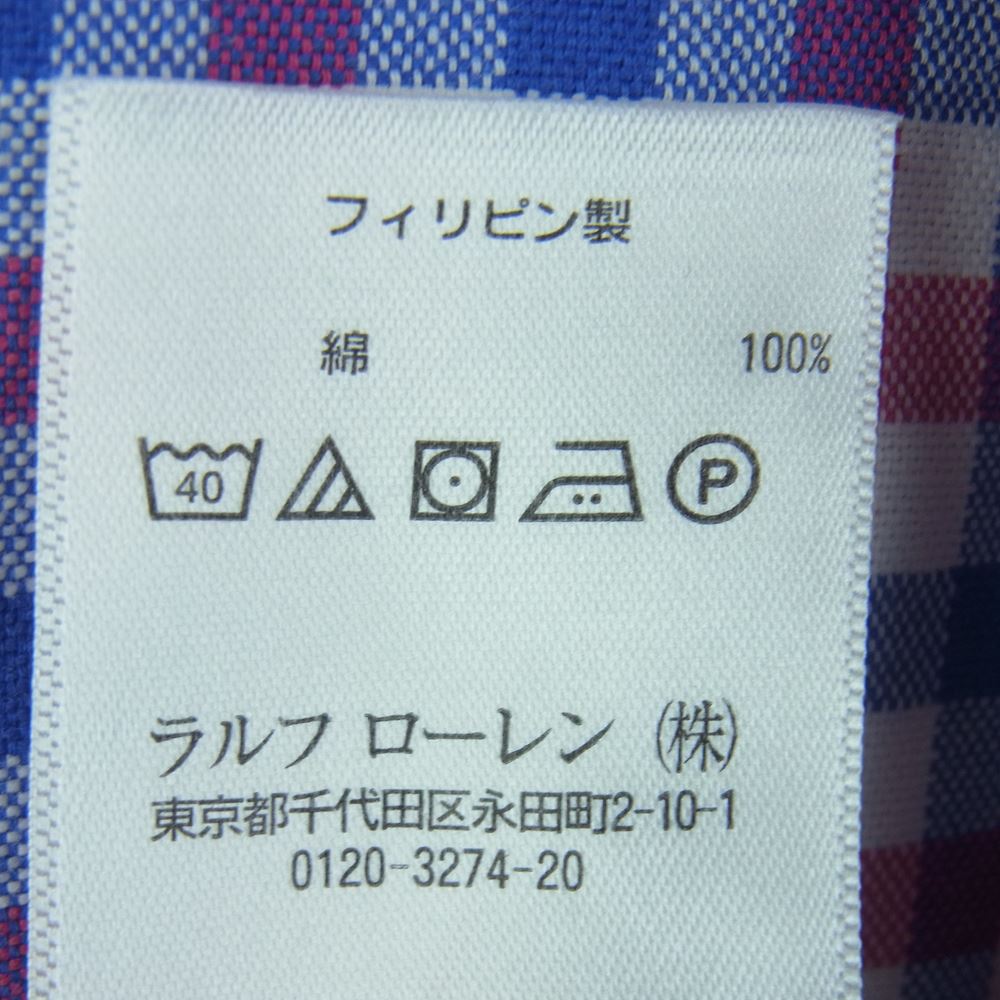 フィリピン製
綿 100%
40 P
ラルフ ローレン (株)
東京都千代田区永田町2-10-1
0120-3274-20